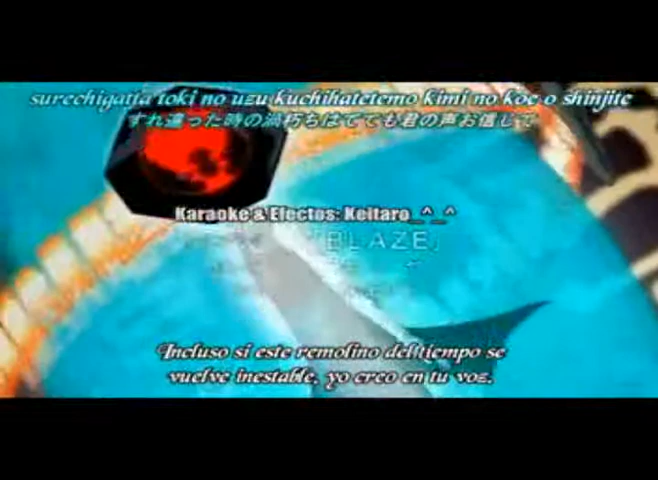 surechigatta toki no uzu kuchihatetemo kimi no koe o shinjite
すれ違った時の渦朽ちはてても君の声お信じて
Karaoke & Efectos: Keitaro_^_^
「BLAZE」
Incluso si este remolino del tiempo se
vuelve inestable, yo creo en tu voz.